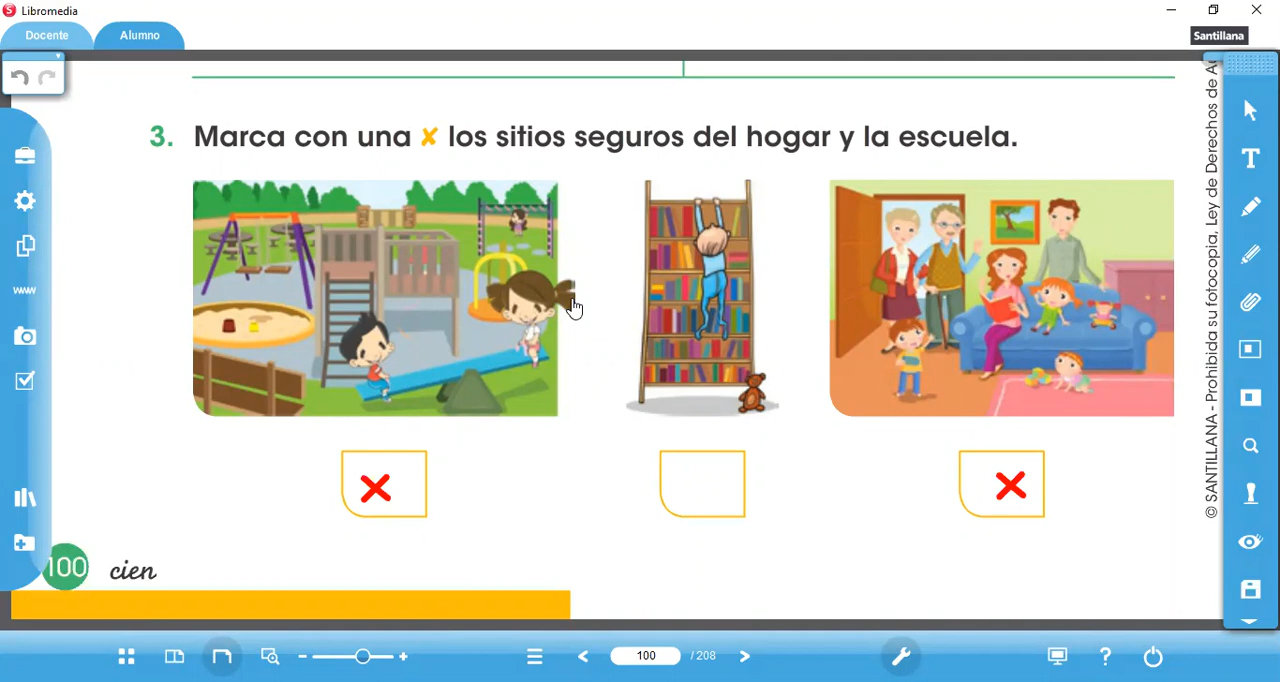 Libromedia
Docente
Alumno
Santillana
3. Marca con una ✘ los sitios seguros del hogar y la escuela.
© SANTILLANA - Prohibida su fotocopia, Ley de Derechos de
www
100 cien
100 /208